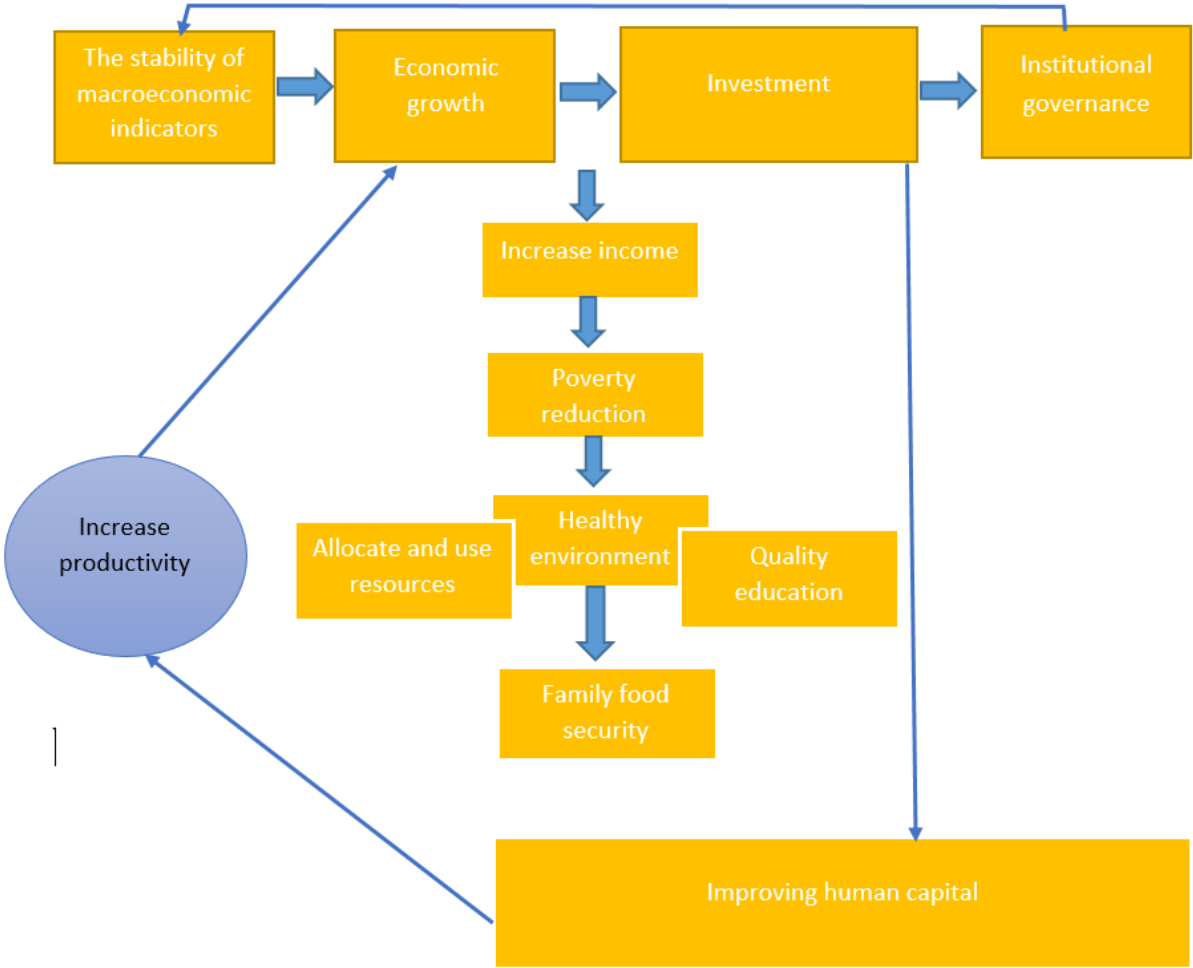 The stability of
macroeconomic
indicators
Economic
growth
Investment
Institutional
governance
Increase income
Poverty
reduction
Increase
productivity
Allocate and use
resources
Healthy
environment
Quality
education
Family food
security
Improving human capital